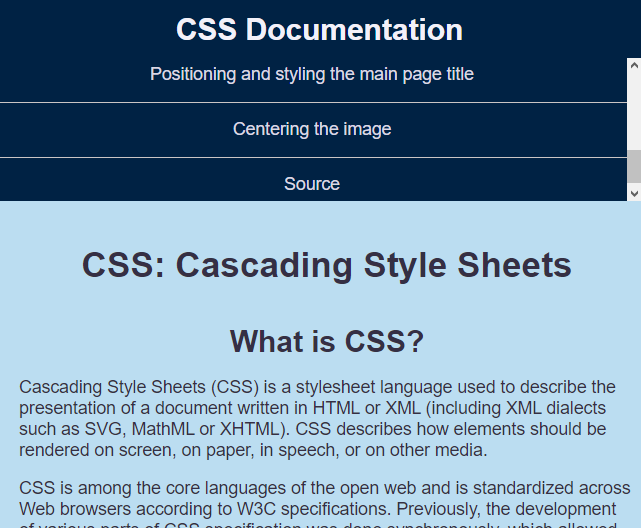 CSS Documentation
Positioning and styling the main page title
Centering the image
Source
CSS: Cascading Style Sheets
What is CSS?
Cascading Style Sheets (CSS) is a stylesheet language used to describe the
presentation of a document written in HTML or XML (including XML dialects
such as SVG, MathML or XHTML). CSS describes how elements should be
rendered on screen, on paper, in speech, or on other media.
CSS is among the core languages of the open web and is standardized across
Web browsers according to W3C specifications. Previously, the development
of various parts of CSS specification was done synchronously, which allowed